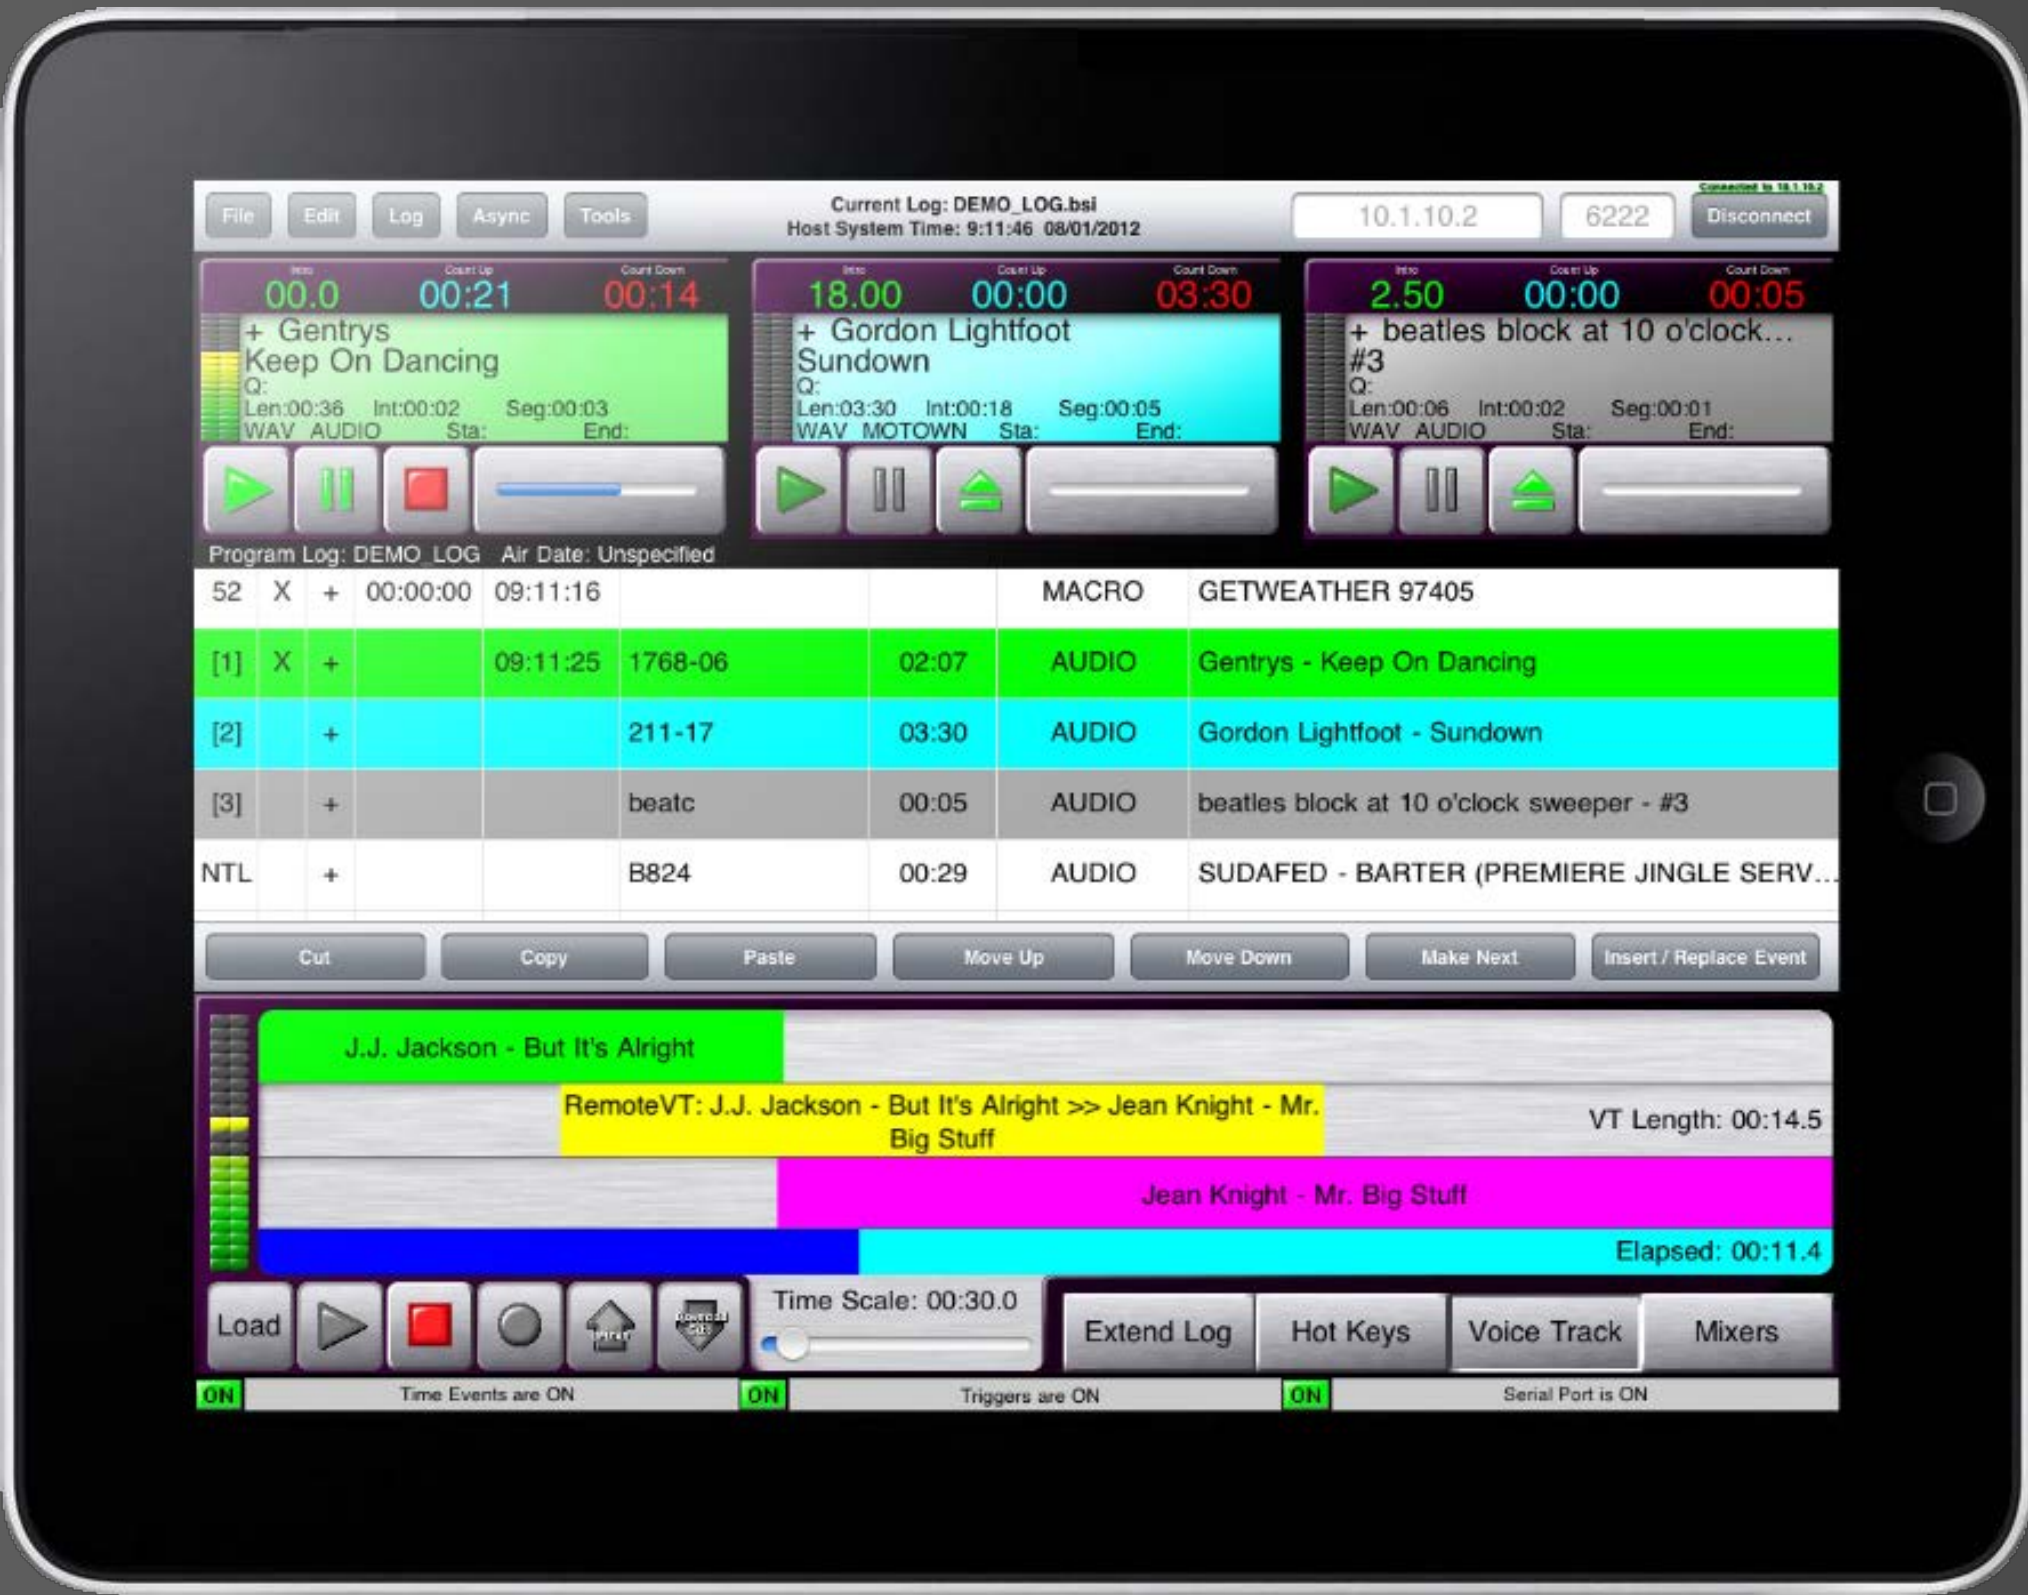 File Edit Log Async Tools
Current Log: DEMO_LOG.bsi
Host System Time: 9:11:46 08/01/2012
10.1.10.2 6222
Connected to 10.1.10.2
Disconnect
Intro Count Up Count Down
00.0 00:21 00:14
+ Gentrys
Keep On Dancing
Q:
Len:00:36 Int:00:02 Seg:00:03
WAV AUDIO Sta: End:
Intro Count Up Count Down
18.00 00:00 03:30
+ Gordon Lightfoot
Sundown
Q:
Len:03:30 Int:00:18 Seg:00:05
WAV MOTOWN Sta: End:
Intro Count Up Count Down
2.50 00:00 00:05
+ beatles block at 10 o'clock...
#3
Q:
Len:00:06 Int:00:02 Seg:00:01
WAV AUDIO Sta: End:
Program Log: DEMO_LOG Air Date: Unspecified
52 X + 00:00:00 09:11:16 MACRO GETWEATHER 97405
[1] X + 09:11:25 1768-06 02:07 AUDIO Gentrys - Keep On Dancing
[2] + 211-17 03:30 AUDIO Gordon Lightfoot - Sundown
[3] + beatc 00:05 AUDIO beatles block at 10 o'clock sweeper - #3
NTL + B824 00:29 AUDIO SUDAFED - BARTER (PREMIERE JINGLE SERV...
Cut Copy Paste Move Up Move Down Make Next Insert / Replace Event
J.J. Jackson - But It's Alright
RemoteVT: J.J. Jackson - But It's Alright >> Jean Knight - Mr.
Big Stuff
VT Length: 00:14.5
Jean Knight - Mr. Big Stuff
Elapsed: 00:11.4
Load
Time Scale: 00:30.0
Extend Log Hot Keys Voice Track Mixers
ON Time Events are ON ON Triggers are ON ON Serial Port is ON